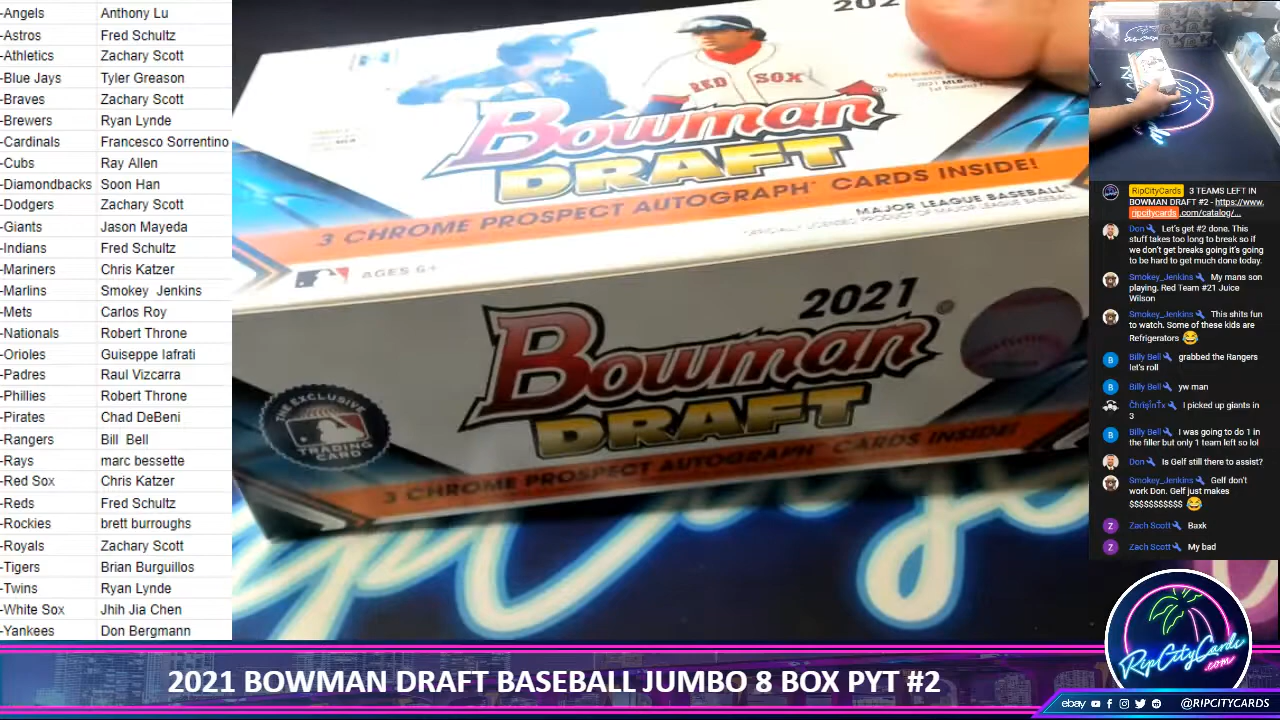 -Angels Anthony Lu
-Astros Fred Schultz
-Athletics Zachary Scott
-Blue Jays Tyler Greason
-Braves Zachary Scott
-Brewers Ryan Lynde
-Cardinals Francesco Sorrentino
-Cubs Ray Allen
-Diamondbacks Soon Han
-Dodgers Zachary Scott
-Giants Jason Mayeda
-Indians Fred Schultz
-Mariners Chris Katzer
-Marlins Smokey Jenkins
-Mets Carlos Roy
-Nationals Robert Throne
-Orioles Guiseppe Iafrati
-Padres Raul Vizcarra
-Phillies Robert Throne
-Pirates Chad DeBeni
-Rangers Bill Bell
-Rays marc bessette
-Red Sox Chris Katzer
-Reds Fred Schultz
-Rockies brett burroughs
-Royals Zachary Scott
-Tigers Brian Burguillos
-Twins Ryan Lynde
-White Sox Jhih Jia Chen
-Yankees Don Bergmann
202
RED SOX
Bowman
DRAFT
3 CHROME PROSPECT AUTOGRAPH CARDS INSIDE!
MAJOR LEAGUE BASEBALL
AGES 6+
2021
Bowman®
DRAFT
THE EXCLUSIVE
TRADING CARD
3 CHROME PROSPECT AUTOGRAPH CARDS INSIDE!
RipCityCards 3 TEAMS LEFT IN
BOWMAN DRAFT #2 - https://www.
ripcitycards.com/catalog/...
Don Let's get #2 done. This
stuff takes too long to break so if
we don't get breaks going it's going
to be hard to get much done today.
Smokey_Jenkins My mans son
playing. Red Team #21 Juice
Wilson
Smokey_Jenkins This shits fun
to watch. Some of these kids are
Refrigerators 😂
B Billy Bell grabbed the Rangers
let's roll
B Billy Bell yw man
I picked up giants in
3
B Billy Bell I was going to do 1 in
the filler but only 1 team left so lol
Don Is Gelf still there to assist?
Smokey_Jenkins Gelf don't
work Don. Gelf just makes
$$$$$$$$$$$ 😂
Z Zach Scott Baxk
Z Zach Scott My bad
RipCityCards
.com
2021 BOWMAN DRAFT BASEBALL JUMBO 8 BOX PYT #2
ebay @RIPCITYCARDS